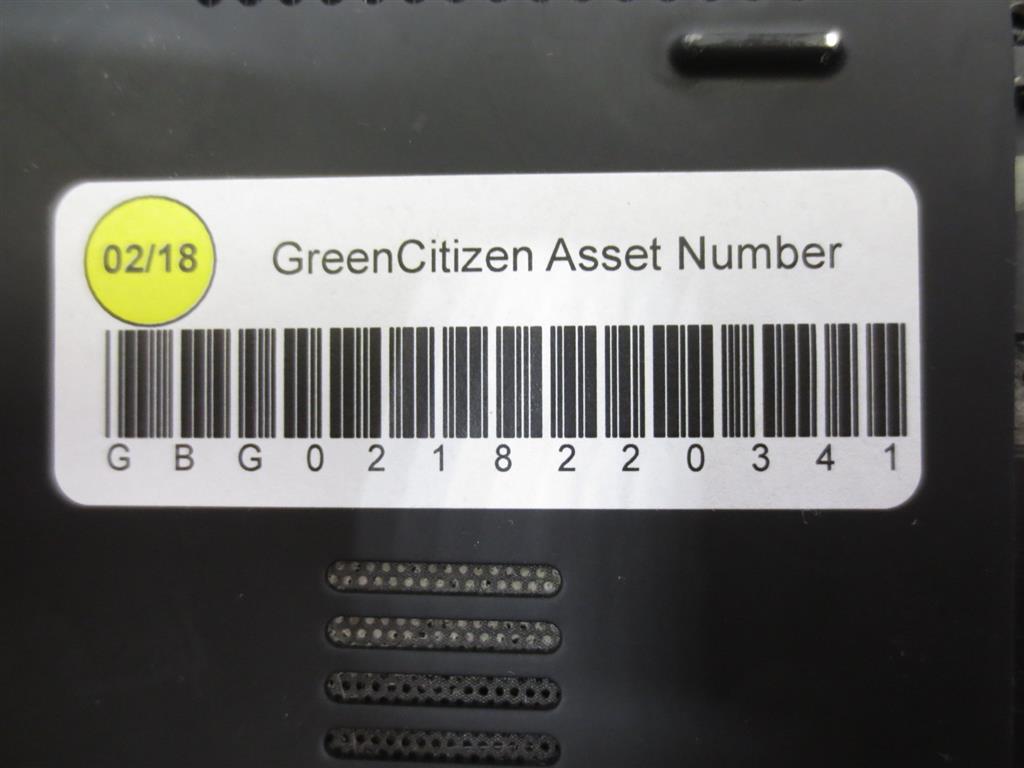 02/18
GreenCitizen Asset Number
G B G 0 2 1 8 2 2 0 3 4 1